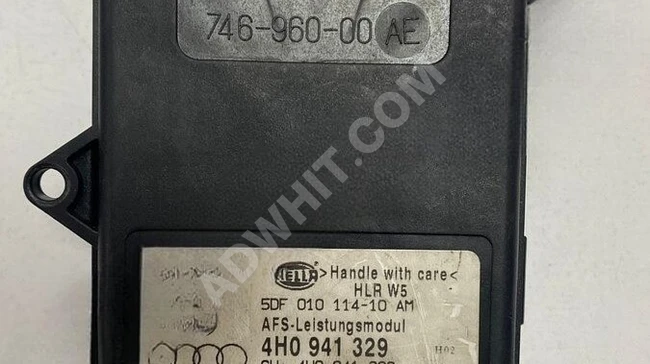 746-960-00 AE
ADWHIT.COM
HELLA >Handle with care<
HLR W5
5DF 010 114-10 AM
AFS-Leistungsmodul
4H0 941 329 H02